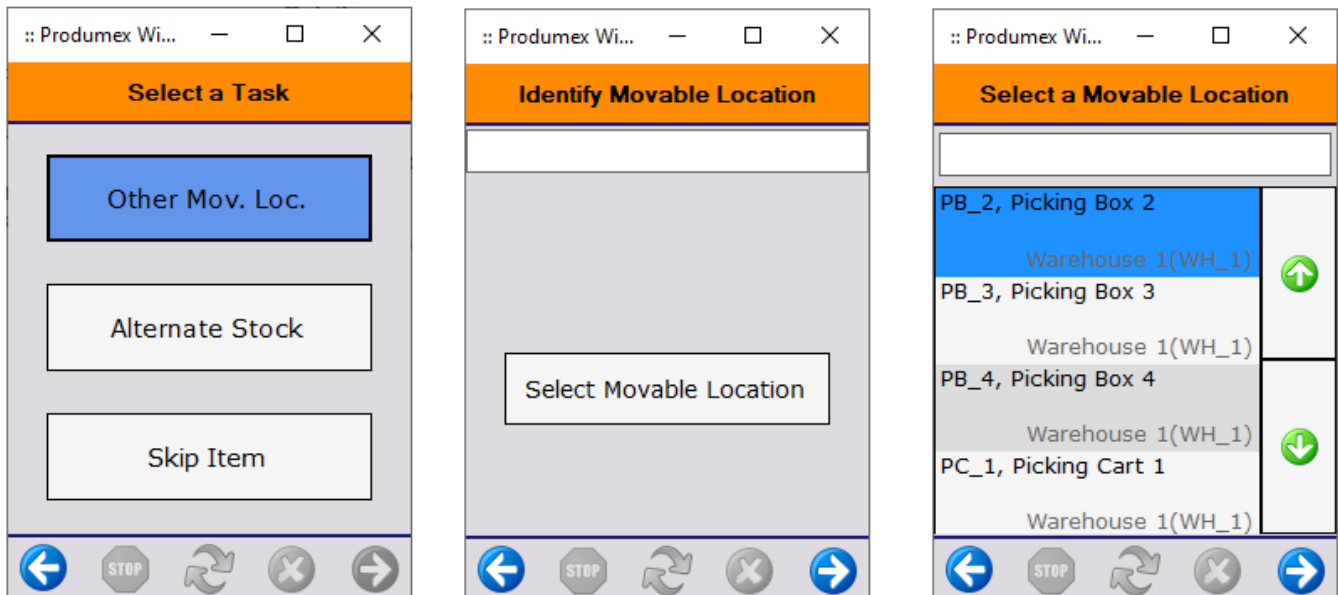 :: Produmex Wi...
Select a Task
Other Mov. Loc.
Alternate Stock
Skip Item
STOP
:: Produmex Wi...
Identify Movable Location
Select Movable Location
STOP
:: Produmex Wi...
Select a Movable Location
PB_2, Picking Box 2
Warehouse 1(WH_1)
PB_3, Picking Box 3
Warehouse 1(WH_1)
PB_4, Picking Box 4
Warehouse 1(WH_1)
PC_1, Picking Cart 1
Warehouse 1(WH_1)
STOP